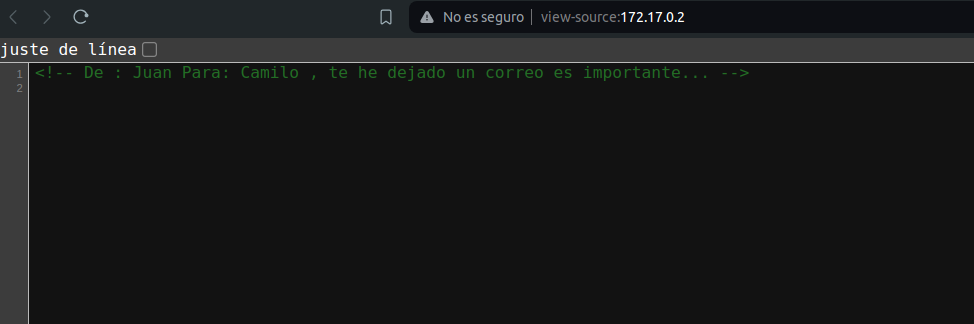 No es seguro view-source:172.17.0.2
juste de línea
1 <!-- De : Juan Para: Camilo , te he dejado un correo es importante... -->
2